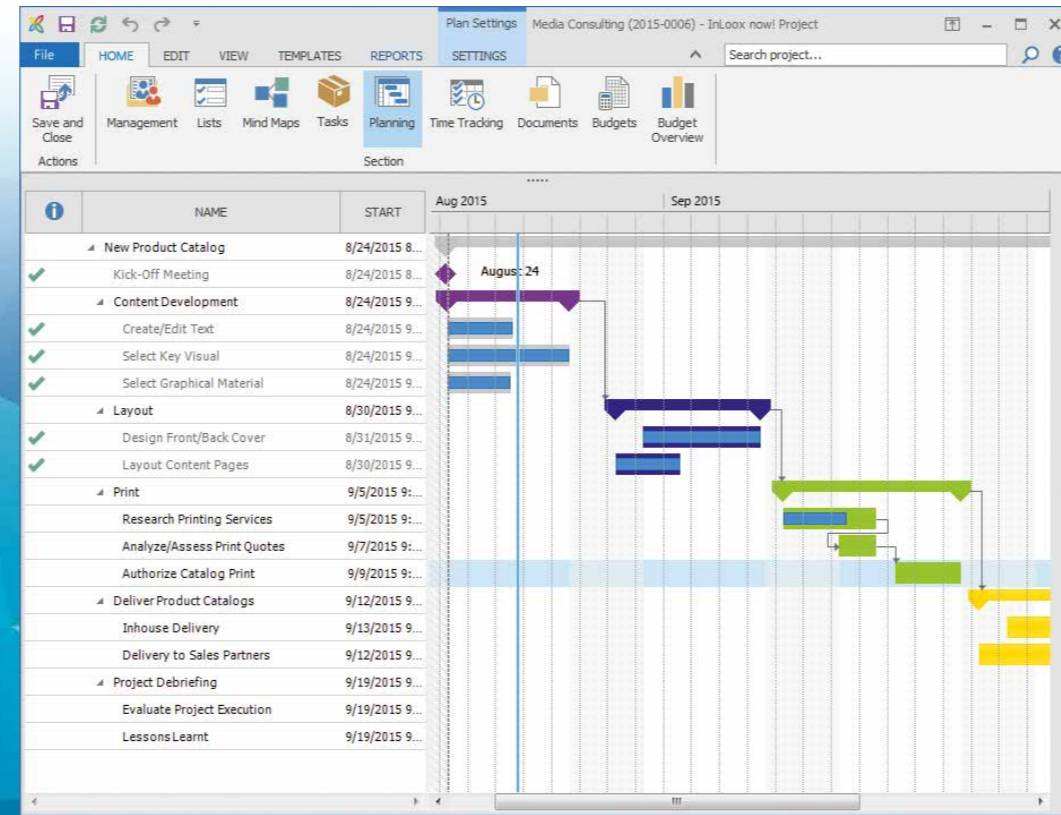 Plan Settings Media Consulting (2015-0006) - InLoox now! Project
File HOME EDIT VIEW TEMPLATES REPORTS SETTINGS Search project...
Save and Close Management Lists Mind Maps Tasks Planning Time Tracking Documents Budgets Budget Overview
Actions Section
NAME START Aug 2015 Sep 2015
New Product Catalog 8/24/2015 8...
Kick-Off Meeting 8/24/2015 8... August 24
Content Development 8/24/2015 9...
Create/Edit Text 8/24/2015 9...
Select Key Visual 8/24/2015 9...
Select Graphical Material 8/24/2015 9...
Layout 8/30/2015 9...
Design Front/Back Cover 8/31/2015 9...
Layout Content Pages 8/30/2015 9...
Print 9/5/2015 9:...
Research Printing Services 9/5/2015 9:...
Analyze/Assess Print Quotes 9/7/2015 9:...
Authorize Catalog Print 9/9/2015 9:...
Deliver Product Catalogs 9/12/2015 9...
Inhouse Delivery 9/13/2015 9...
Delivery to Sales Partners 9/12/2015 9...
Project Debriefing 9/19/2015 9...
Evaluate Project Execution 9/19/2015 9...
Lessons Learnt 9/19/2015 9...